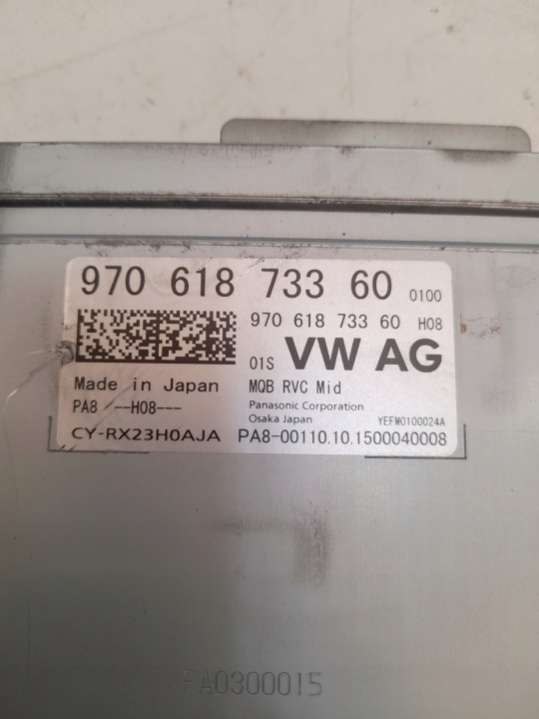 970 618 733 60 0100
970 618 733 60 H08
01S VW AG
Made in Japan MQB RVC Mid
PA8 ---H08--- Panasonic Corporation
Osaka Japan YEFM0100024A
CY-RX23H0AJA PA8-00110.10.1500040008
PA0300015